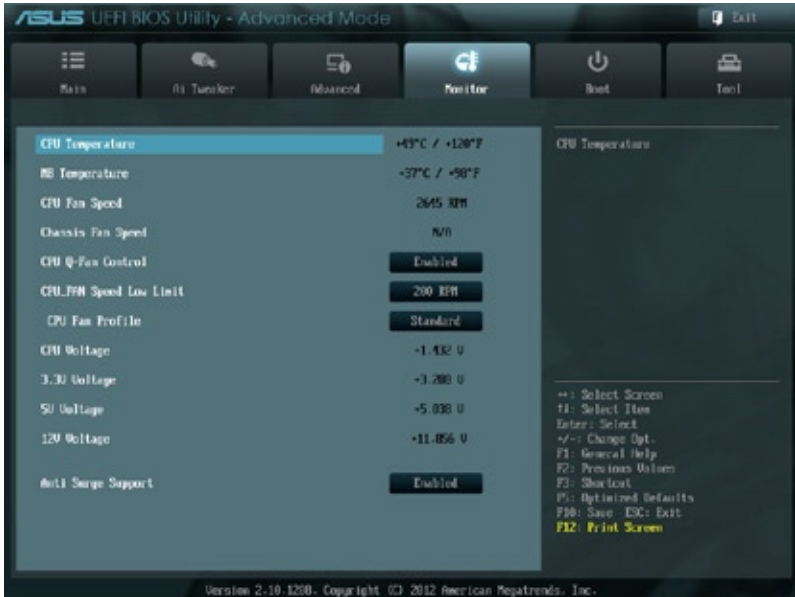 ASUS UEFI BIOS Utility - Advanced Mode
Exit
Main
Ai Tweaker
Advanced
Monitor
Boot
Tool
CPU Temperature +49°C / +120°F
MB Temperature +37°C / +98°F
CPU Fan Speed 2645 RPM
Chassis Fan Speed N/A
CPU Q-Fan Control Enabled
CPU_FAN Speed Low Limit 200 RPM
CPU Fan Profile Standard
CPU Voltage +1.432 V
3.3V Voltage +3.288 V
5V Voltage +5.038 V
12V Voltage +11.856 V
Anti Surge Support Enabled
CPU Temperature
→←: Select Screen
↑↓: Select Item
Enter: Select
+/-: Change Opt.
F1: General Help
F2: Previous Values
F3: Shortcut
F5: Optimized Defaults
F10: Save ESC: Exit
F12: Print Screen
Version 2.10.1208. Copyright (C) 2012 American Megatrends, Inc.